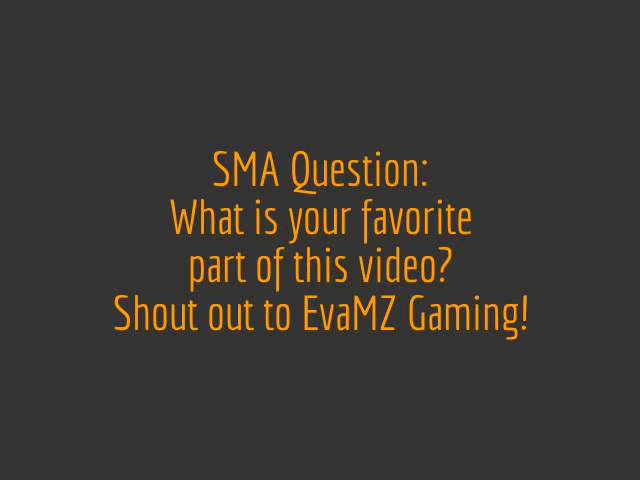 SMA Question:
What is your favorite
part of this video?
Shout out to EvaMZ Gaming!